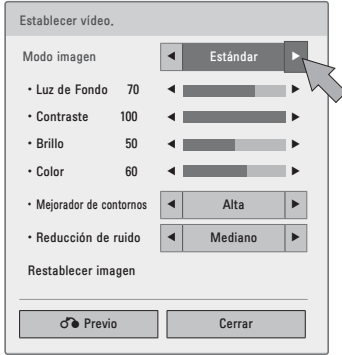 Establecer vídeo.
Modo imagen ◄ Estándar ►
• Luz de Fondo 70 ◄ ►
• Contraste 100 ◄ ►
• Brillo 50 ◄ ►
• Color 60 ◄ ►
• Mejorador de contornos ◄ Alta ►
• Reducción de ruido ◄ Mediano ►
Restablecer imagen
Previo Cerrar